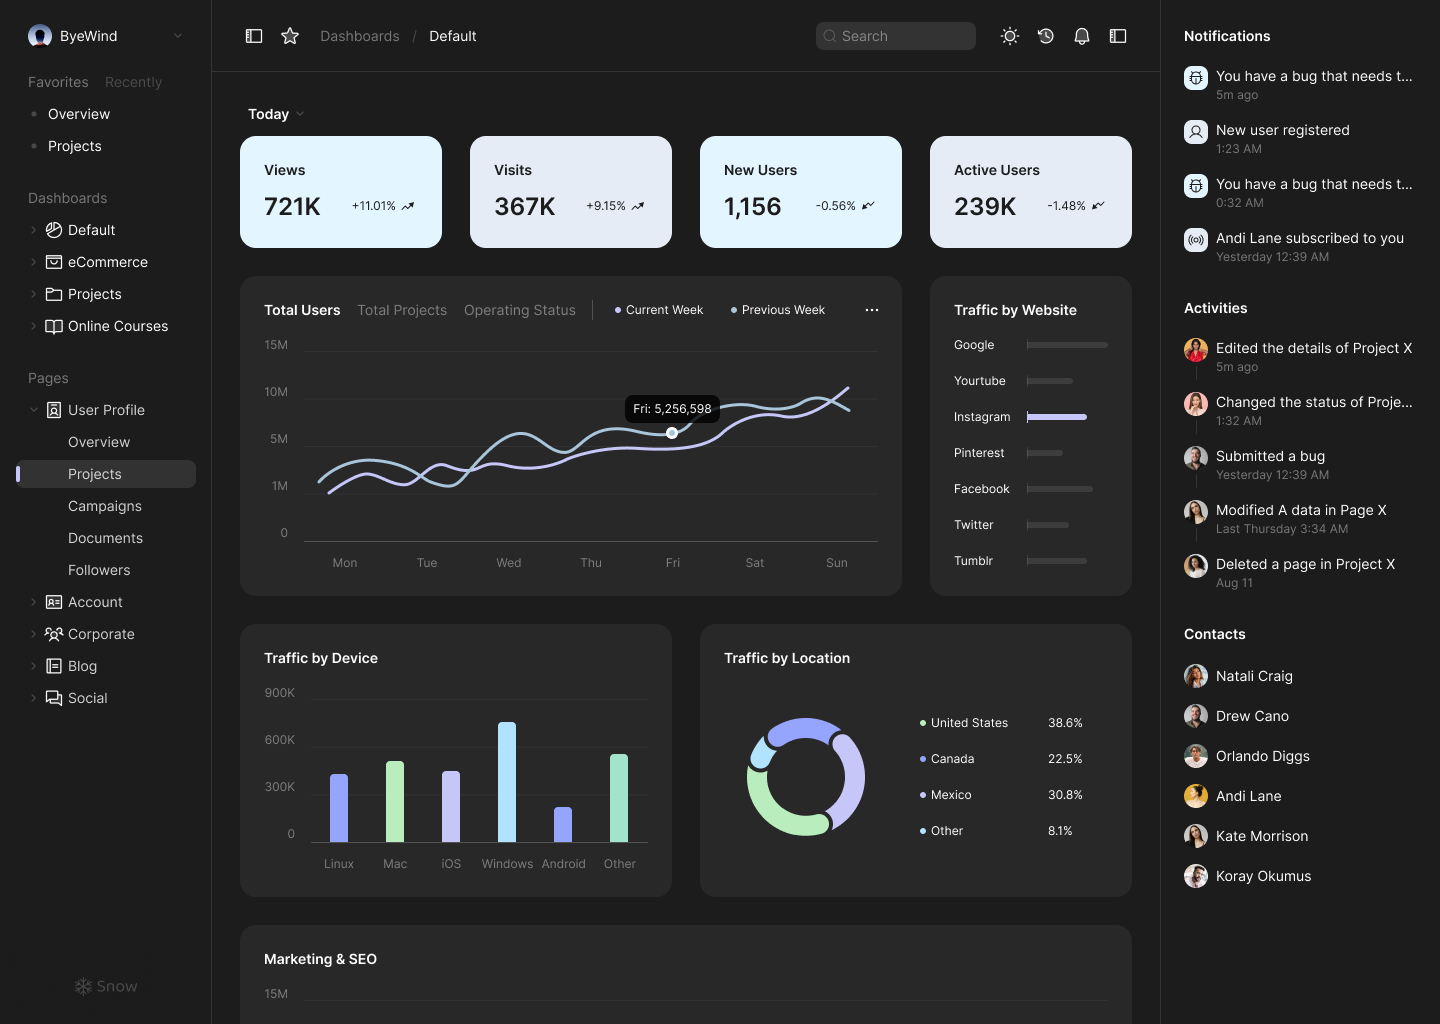 ByeWind
Favorites Recently
Overview
Projects
Dashboards
Default
eCommerce
Projects
Online Courses
Pages
User Profile
Overview
Projects
Campaigns
Documents
Followers
Account
Corporate
Blog
Social
Snow
Dashboards / Default
Search
Today
Views
721K +11.01%
Visits
367K +9.15%
New Users
1,156 -0.56%
Active Users
239K -1.48%
Total Users Total Projects Operating Status Current Week Previous Week
15M
10M
Fri: 5,256,598
5M
1M
0
Mon Tue Wed Thu Fri Sat Sun
Traffic by Website
Google
Yourtube
Instagram
Pinterest
Facebook
Twitter
Tumblr
Traffic by Device
900K
600K
300K
0
Linux Mac iOS Windows Android Other
Traffic by Location
United States 38.6%
Canada 22.5%
Mexico 30.8%
Other 8.1%
Marketing & SEO
15M
Notifications
You have a bug that needs t...
5m ago
New user registered
1:23 AM
You have a bug that needs t...
0:32 AM
Andi Lane subscribed to you
Yesterday 12:39 AM
Activities
Edited the details of Project X
5m ago
Changed the status of Proje...
1:32 AM
Submitted a bug
Yesterday 12:39 AM
Modified A data in Page X
Last Thursday 3:34 AM
Deleted a page in Project X
Aug 11
Contacts
Natali Craig
Drew Cano
Orlando Diggs
Andi Lane
Kate Morrison
Koray Okumus